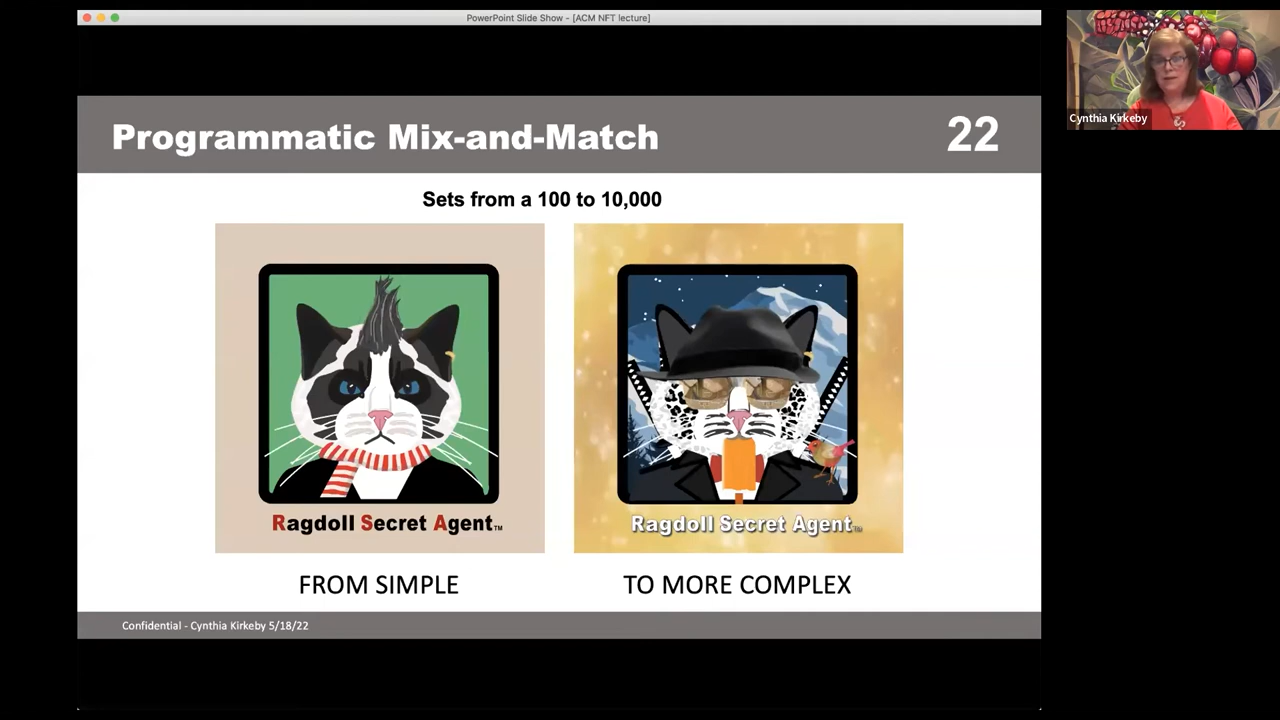 PowerPoint Slide Show - [ACM NFT lecture]
Programmatic Mix-and-Match
22
Sets from a 100 to 10,000
Ragdoll Secret Agent™
Ragdoll Secret Agent™
FROM SIMPLE
TO MORE COMPLEX
Confidential - Cynthia Kirkeby 5/18/22
Cynthia Kirkeby